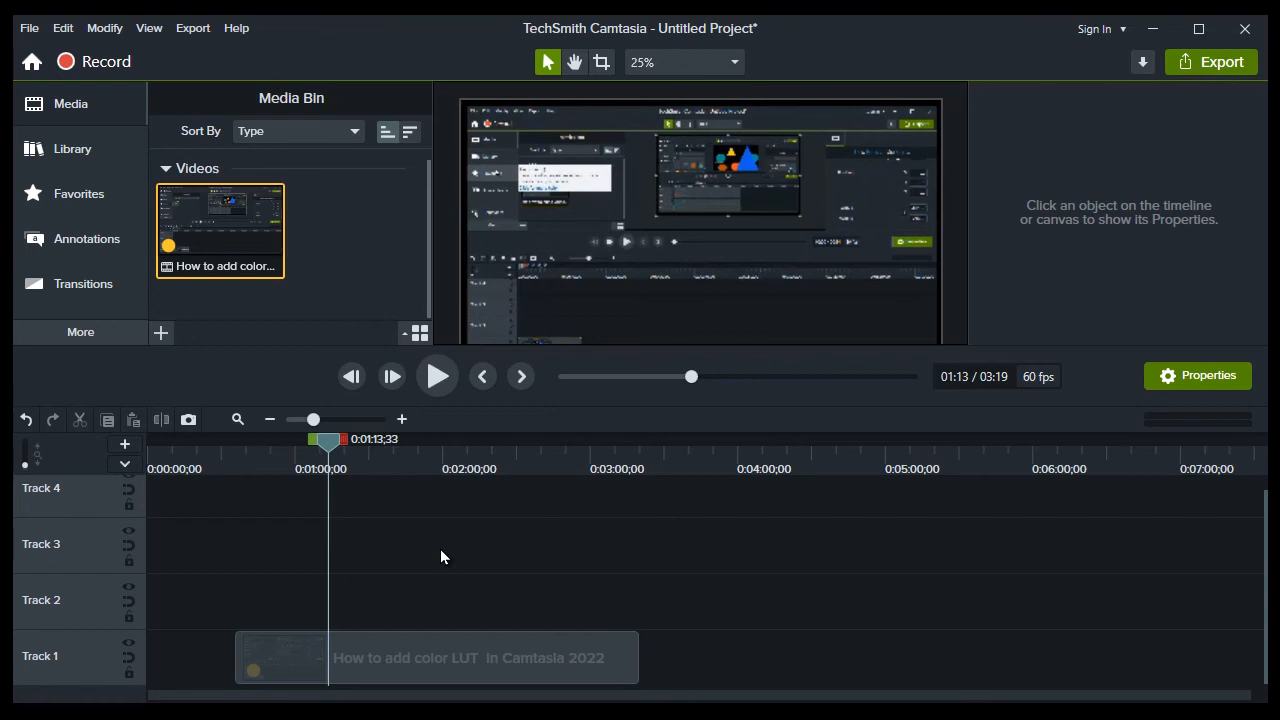 File Edit Modify View Export Help
TechSmith Camtasia - Untitled Project*
Sign In
Record
25%
Export
Media
Library
Favorites
Annotations
Transitions
More
Media Bin
Sort By Type
Videos
How to add color...
Click an object on the timeline
or canvas to show its Properties.
01:13 / 03:19 60 fps
Properties
0:01:13;33
0:00:00;00 0:01:00;00 0:02:00;00 0:03:00;00 0:04:00;00 0:05:00;00 0:06:00;00 0:07:00;00
Track 4
Track 3
Track 2
Track 1
How to add color LUT in Camtasia 2022